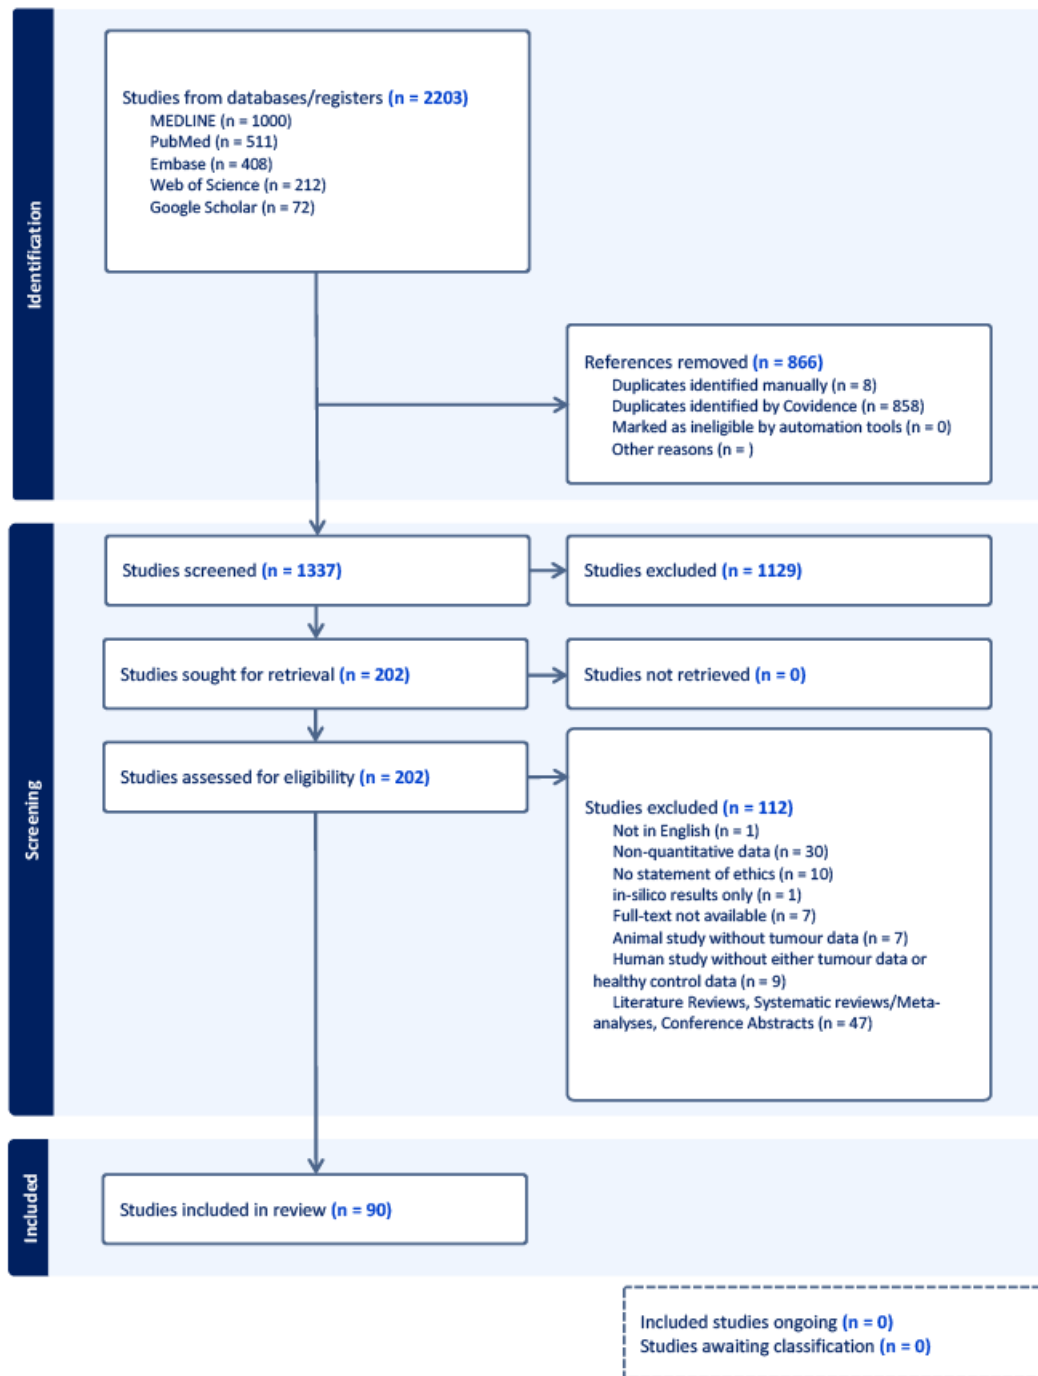 Identification
Studies from databases/registers (n = 2203)
MEDLINE (n = 1000)
PubMed (n = 511)
Embase (n = 408)
Web of Science (n = 212)
Google Scholar (n = 72)
References removed (n = 866)
Duplicates identified manually (n = 8)
Duplicates identified by Covidence (n = 858)
Marked as ineligible by automation tools (n = 0)
Other reasons (n = )
Screening
Studies screened (n = 1337)
Studies excluded (n = 1129)
Studies sought for retrieval (n = 202)
Studies not retrieved (n = 0)
Studies assessed for eligibility (n = 202)
Studies excluded (n = 112)
Not in English (n = 1)
Non-quantitative data (n = 30)
No statement of ethics (n = 10)
in-silico results only (n = 1)
Full-text not available (n = 7)
Animal study without tumour data (n = 7)
Human study without either tumour data or
healthy control data (n = 9)
Literature Reviews, Systematic reviews/Meta-
analyses, Conference Abstracts (n = 47)
Included
Studies included in review (n = 90)
Included studies ongoing (n = 0)
Studies awaiting classification (n = 0)